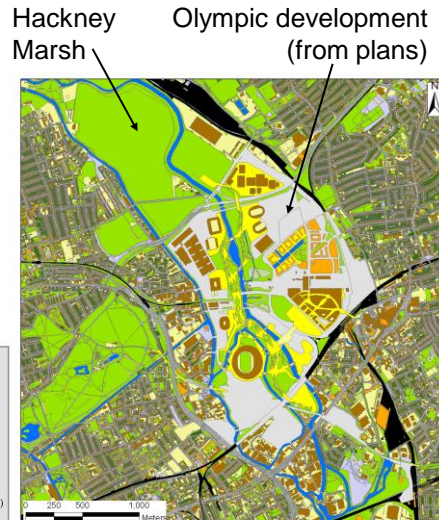 Hackney
Marsh
Olympic development
(from plans)
N
0 250 500 1,000
Meters
)